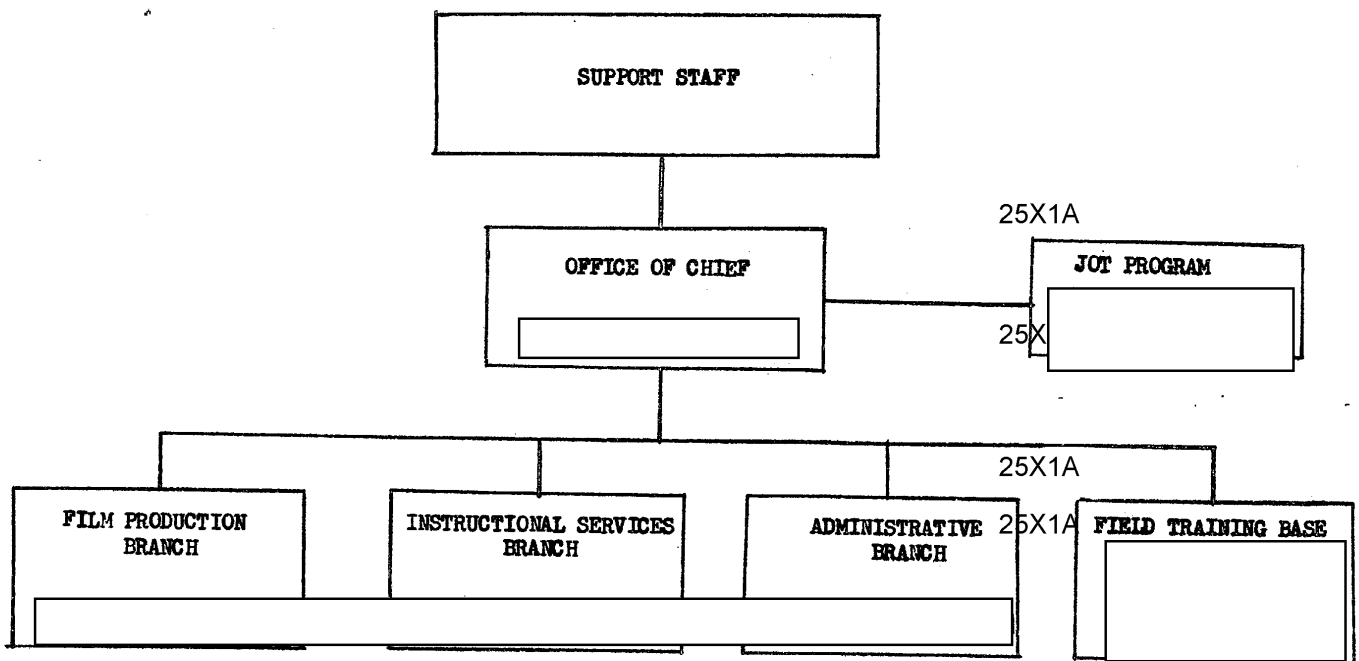 SUPPORT STAFF
25X1A
OFFICE OF CHIEF
JOT PROGRAM
25X
25X1A
FILM PRODUCTION
BRANCH
INSTRUCTIONAL SERVICES
BRANCH
ADMINISTRATIVE
BRANCH
25X1A
FIELD TRAINING BASE